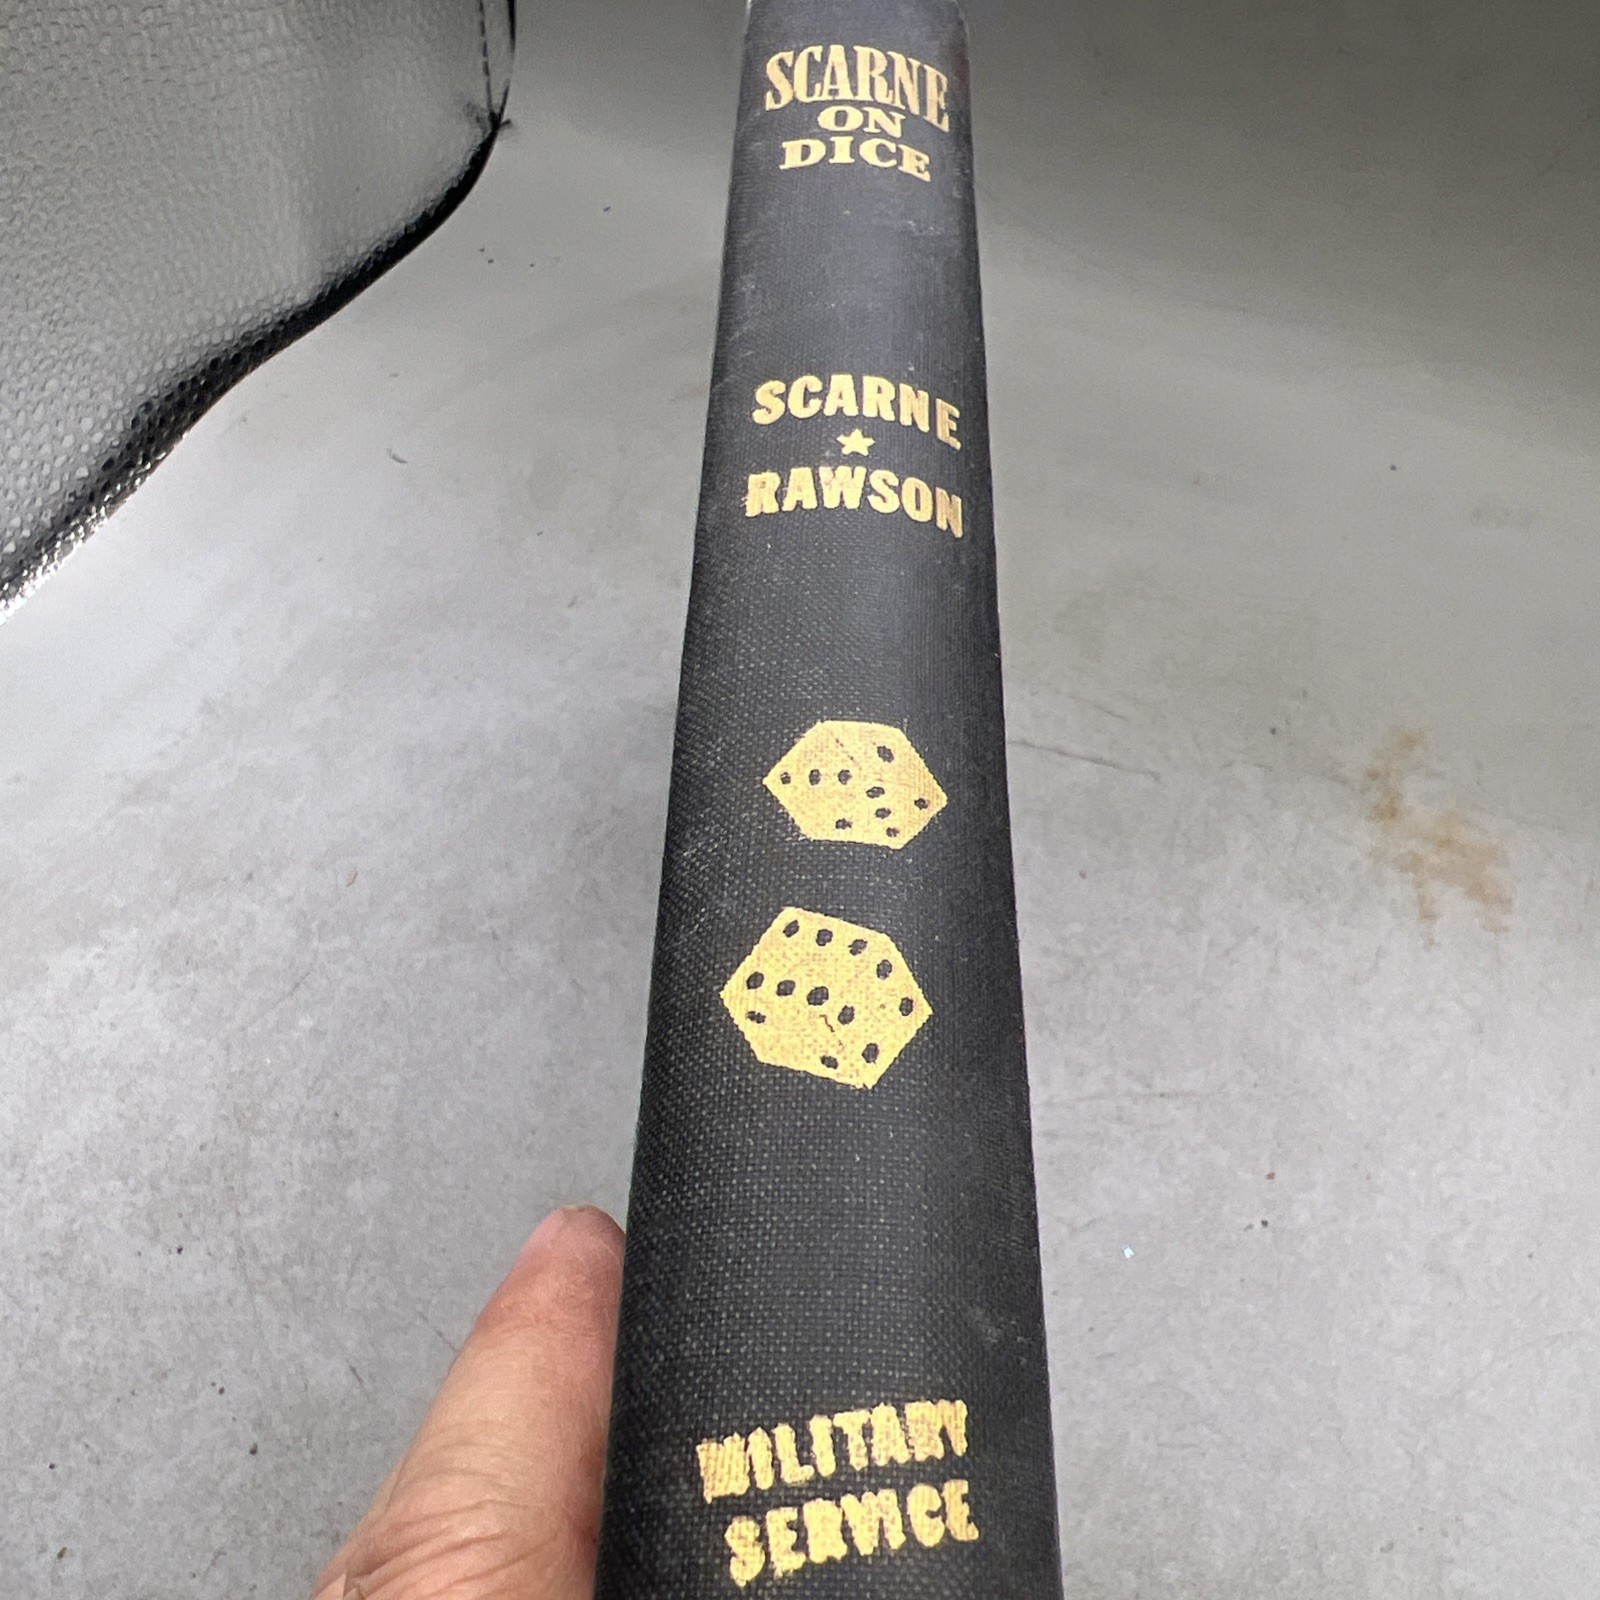 SCARNE
ON
DICE
SCARNE
★
RAWSON
MILITARY
SERVICE